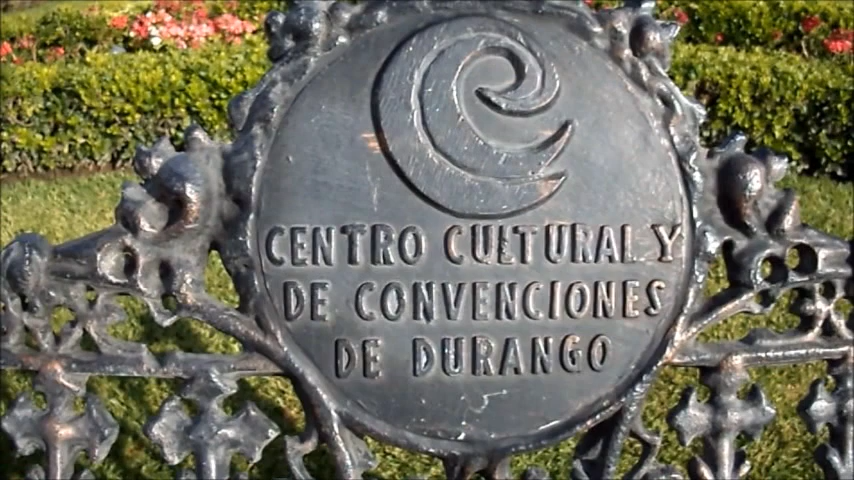 CENTRO CULTURAL Y
DE CONVENCIONES
DE DURANGO